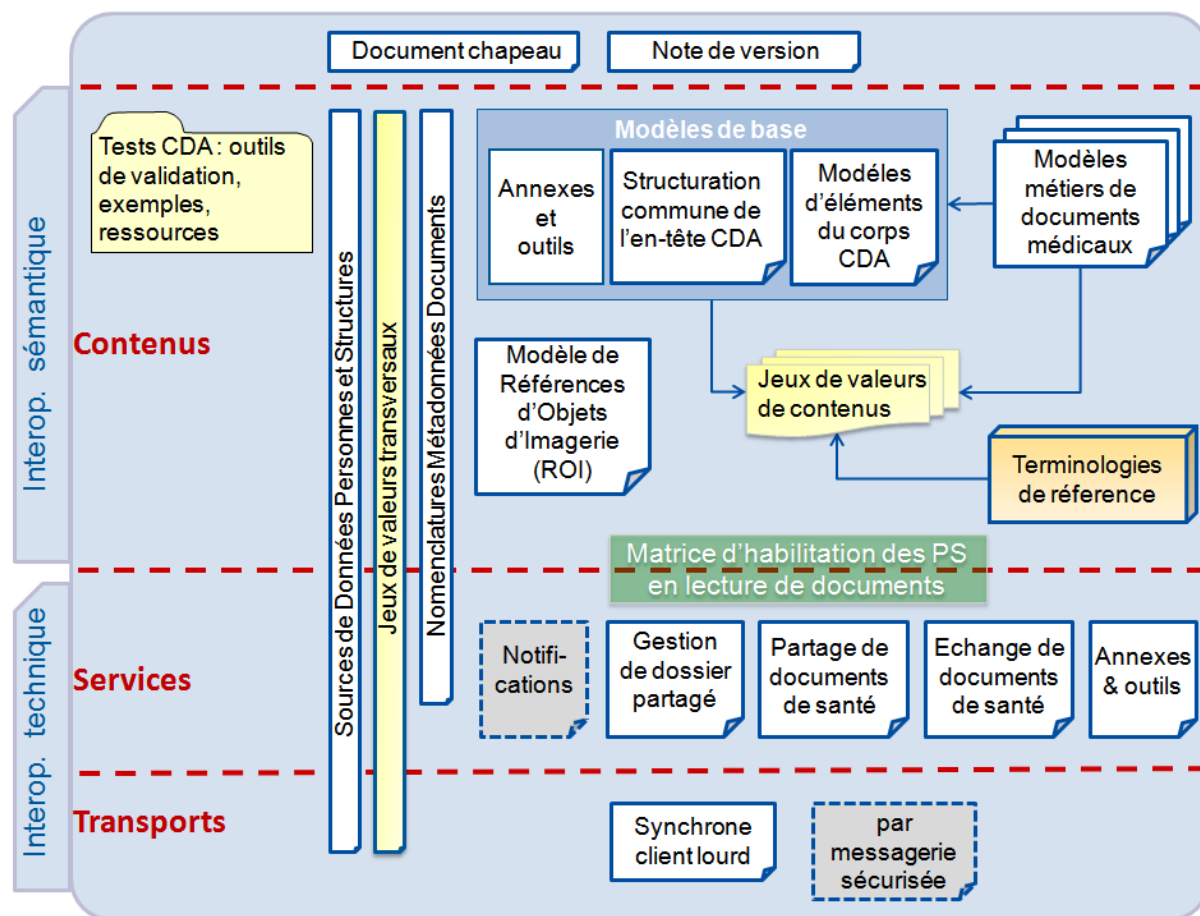 Document chapeau
Note de version
Interop. sémantique
Contenus
Tests CDA : outils
de validation,
exemples,
ressources
Sources de Données Personnes et Structures
Jeux de valeurs transversaux
Nomenclatures Métadonnées Documents
Modèles de base
Annexes
et
outils
Structuration
commune de
l'en-tête CDA
Modéles
d'éléments
du corps
CDA
Modèles
métiers de
documents
médicaux
Modèle de
Références
d'Objets
d'Imagerie
(ROI)
Jeux de valeurs
de contenus
Terminologies
de réference
Matrice d'habilitation des PS
en lecture de documents
Interop. technique
Services
Notifi-
cations
Gestion
de dossier
partagé
Partage de
documents
de santé
Echange de
documents
de santé
Annexes
& outils
Transports
Synchrone
client lourd
par
messagerie
sécurisée